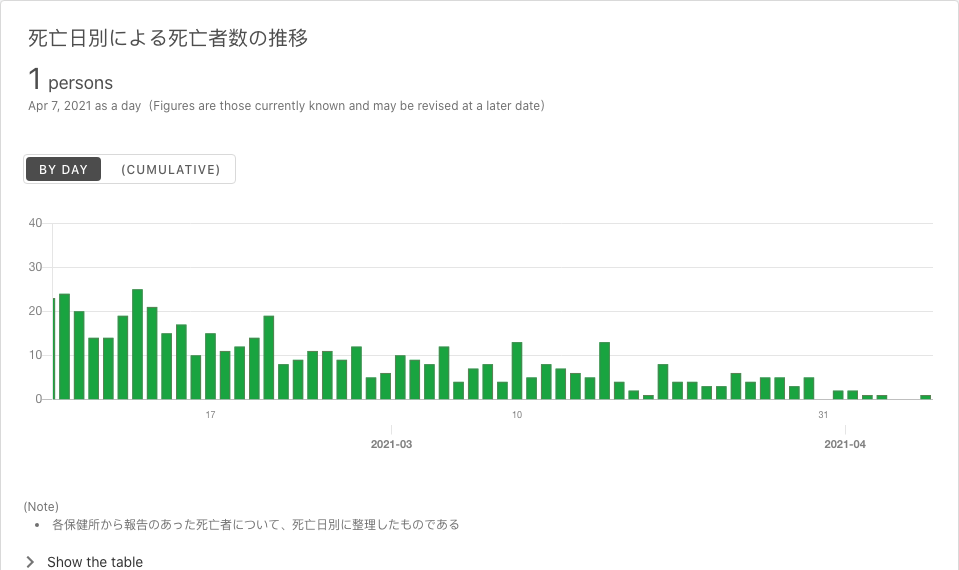 死亡日別による死亡者数の推移
1 persons
Apr 7, 2021 as a day（Figures are those currently known and may be revised at a later date）
BY DAY (CUMULATIVE)
40
30
20
10
0
17 10 31
2021-03 2021-04
(Note)
• 各保健所から報告のあった死亡者について、死亡日別に整理したものである
Show the table